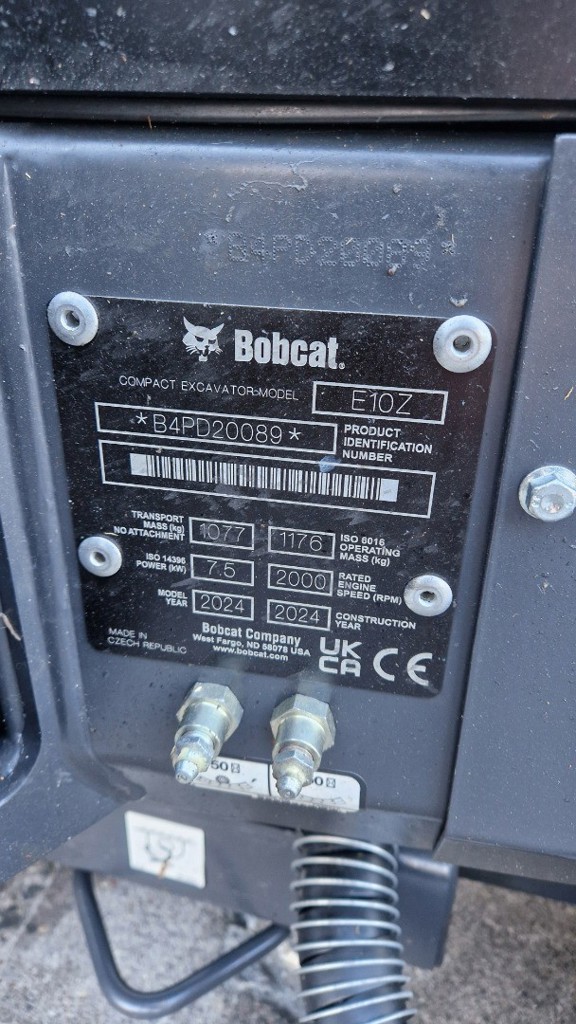 *B4PD20089*
Bobcat®
COMPACT EXCAVATOR-MODEL E10Z
*B4PD20089* PRODUCT IDENTIFICATION NUMBER
TRANSPORT MASS (kg) NO ATTACHMENT 1077 1176 ISO 6016 OPERATING MASS (kg)
ISO 14396 POWER (kW) 7.5 2000 RATED ENGINE SPEED (RPM)
MODEL YEAR 2024 2024 CONSTRUCTION YEAR
MADE IN CZECH REPUBLIC
Bobcat Company
West Fargo, ND 58078 USA
www.bobcat.com
UK
CA CE